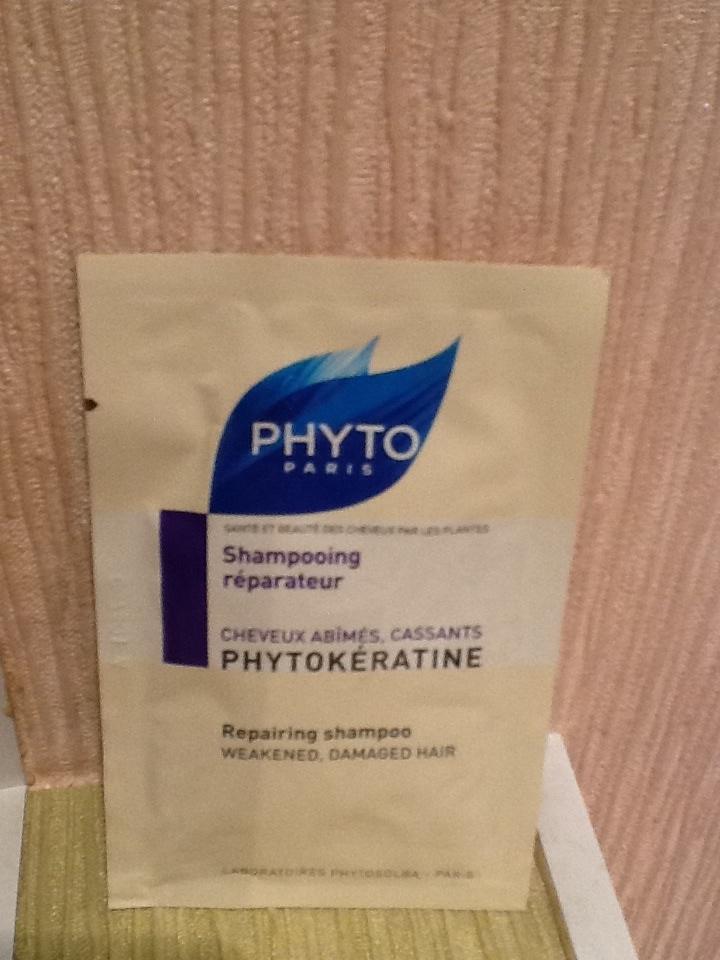 PHYTO
PARIS
SANTÉ ET BEAUTÉ DES CHEVEUX PAR LES PLANTES
Shampooing
réparateur
CHEVEUX ABÎMÉS, CASSANTS
PHYTOKÉRATINE
Repairing shampoo
WEAKENED, DAMAGED HAIR
LABORATOIRES PHYTOSOLBA - PARIS